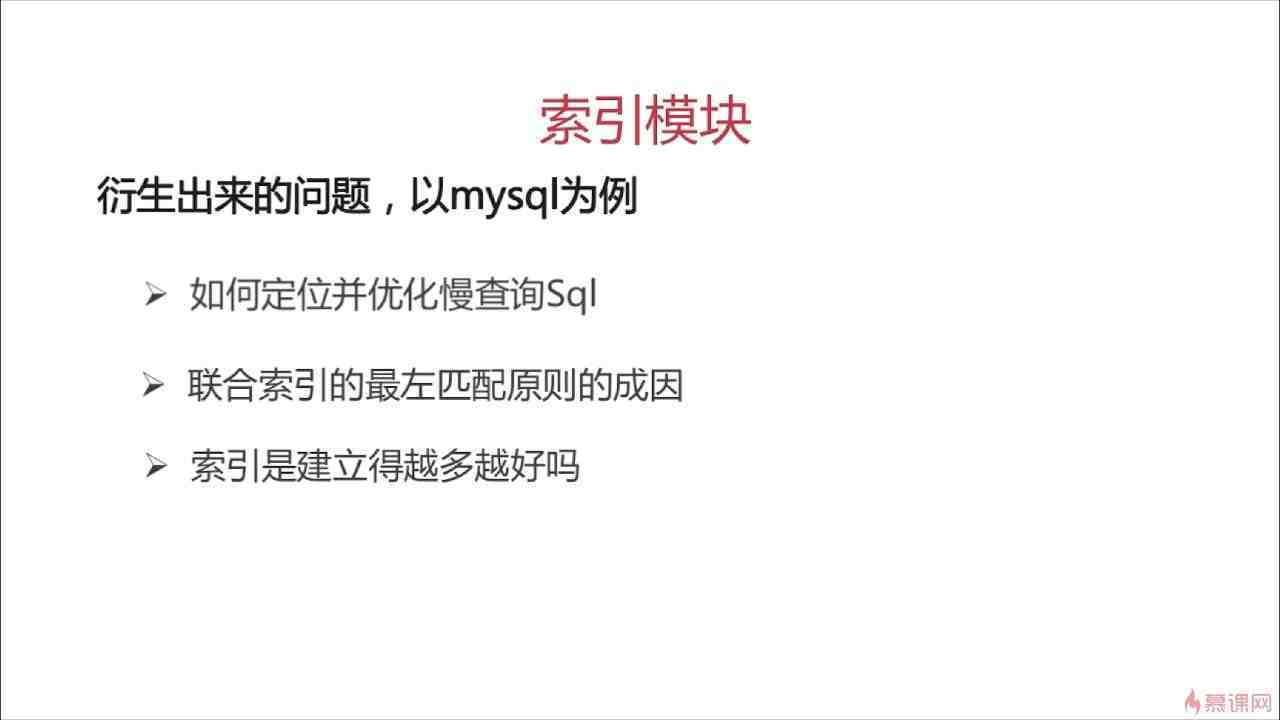 索引模块
衍生出来的问题，以mysql为例
如何定位并优化慢查询Sql
联合索引的最左匹配原则的成因
索引是建立得越多越好吗
慕课网